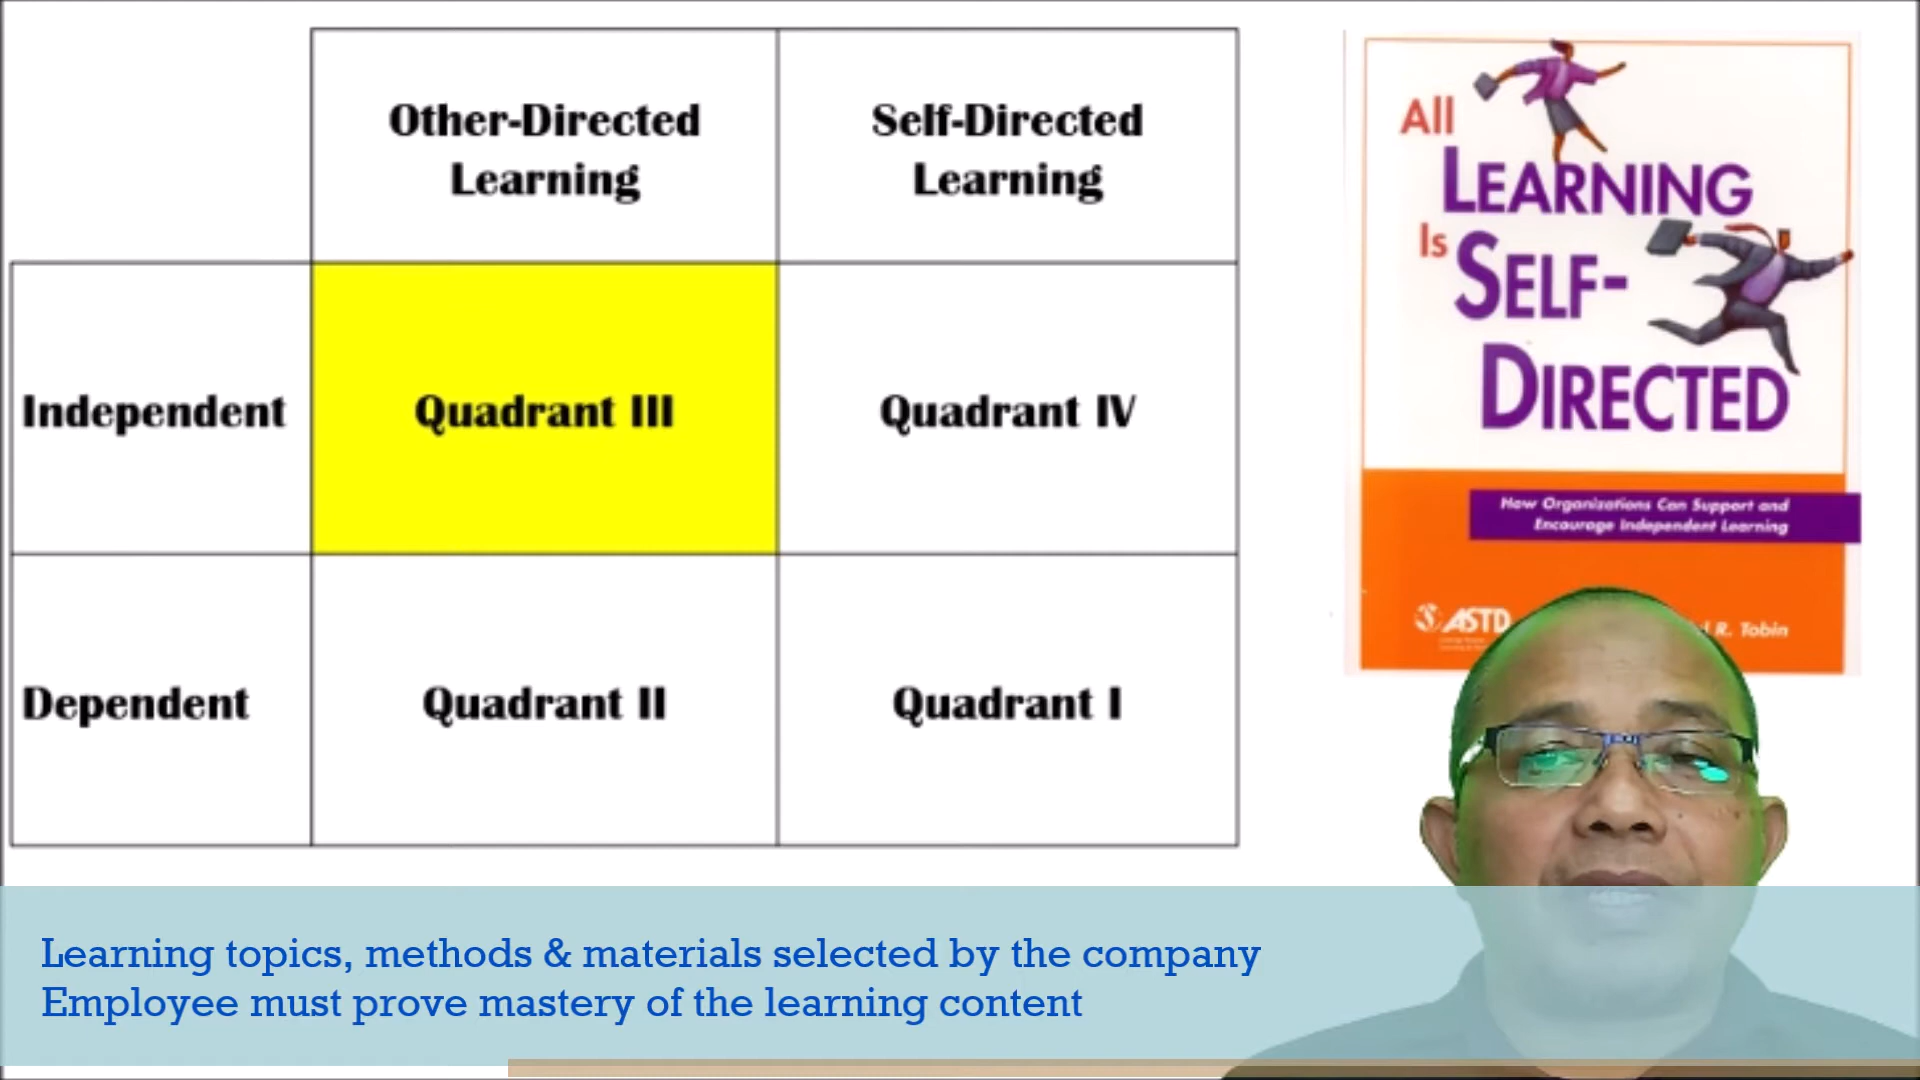 Other-Directed
Learning
Self-Directed
Learning
Independent
Quadrant III
Quadrant IV
Dependent
Quadrant II
Quadrant I
All
LEARNING
Is SELF-
DIRECTED
How Organizations Can Support and
Encourage Independent Learning
ASTD
R. Tobin
Learning topics, methods & materials selected by the company
Employee must prove mastery of the learning content